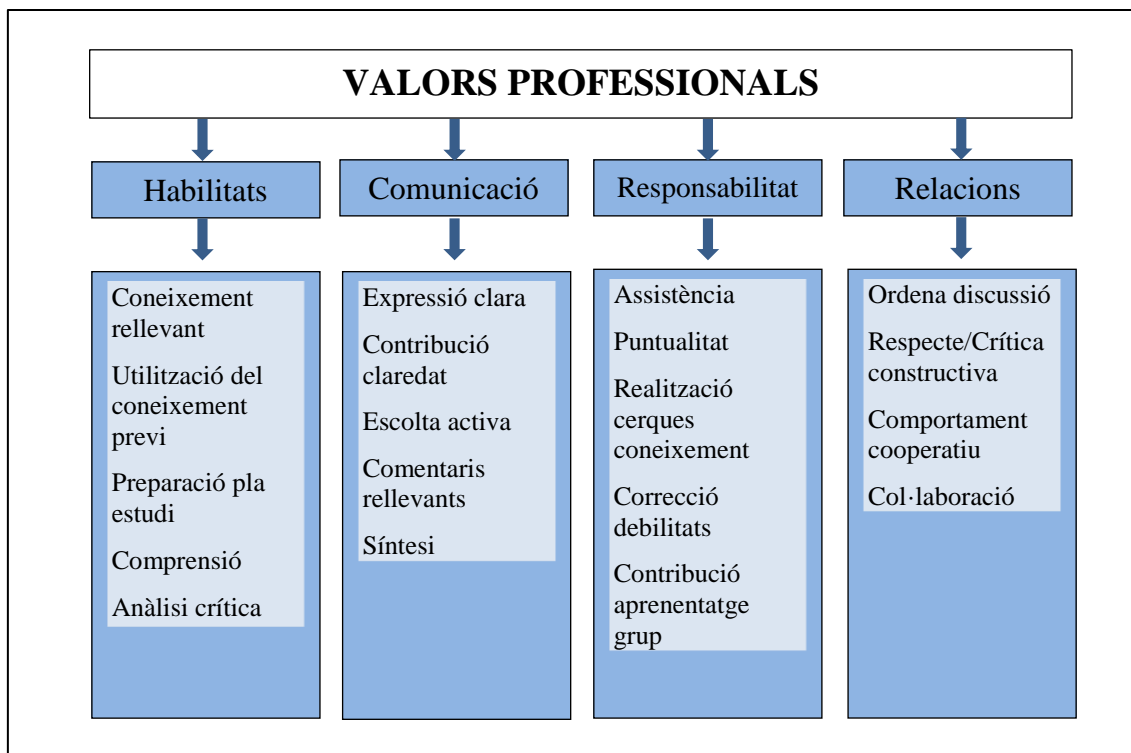 VALORS PROFESSIONALS
Habilitats
Comunicació
Responsabilitat
Relacions
Coneixement
rellevant
Utilització del
coneixement
previ
Preparació pla
estudi
Comprensió
Anàlisi crítica
Expressió clara
Contribució
claredat
Escolta activa
Comentaris
rellevants
Síntesi
Assistència
Puntualitat
Realització
cerques
coneixement
Correcció
debilitats
Contribució
aprenentatge
grup
Ordena discussió
Respecte/Crítica
constructiva
Comportament
cooperatiu
Col·laboració